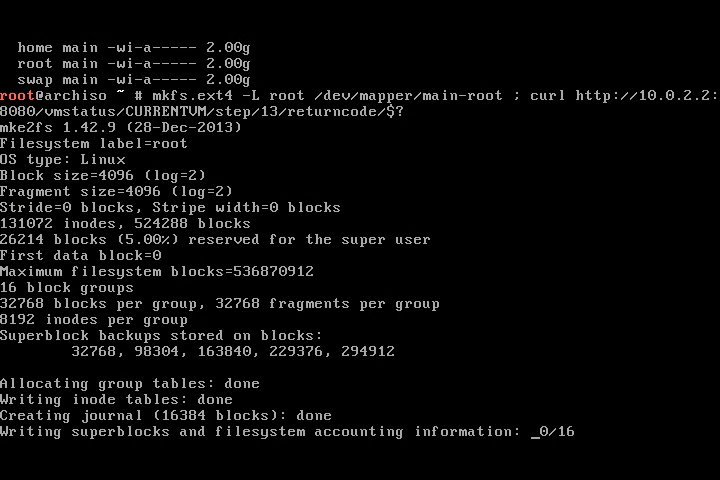 home main -wi-a----- 2.00g
root main -wi-a----- 2.00g
swap main -wi-a----- 2.00g
root@archiso ~ # mkfs.ext4 -L root /dev/mapper/main-root ; curl http://10.0.2.2:
8080/vmstatus/CURRENTVM/step/13/returncode/$?
mke2fs 1.42.9 (28-Dec-2013)
Filesystem label=root
OS type: Linux
Block size=4096 (log=2)
Fragment size=4096 (log=2)
Stride=0 blocks, Stripe width=0 blocks
131072 inodes, 524288 blocks
26214 blocks (5.00%) reserved for the super user
First data block=0
Maximum filesystem blocks=536870912
16 block groups
32768 blocks per group, 32768 fragments per group
8192 inodes per group
Superblock backups stored on blocks:
32768, 98304, 163840, 229376, 294912
Allocating group tables: done
Writing inode tables: done
Creating journal (16384 blocks): done
Writing superblocks and filesystem accounting information: _0/16